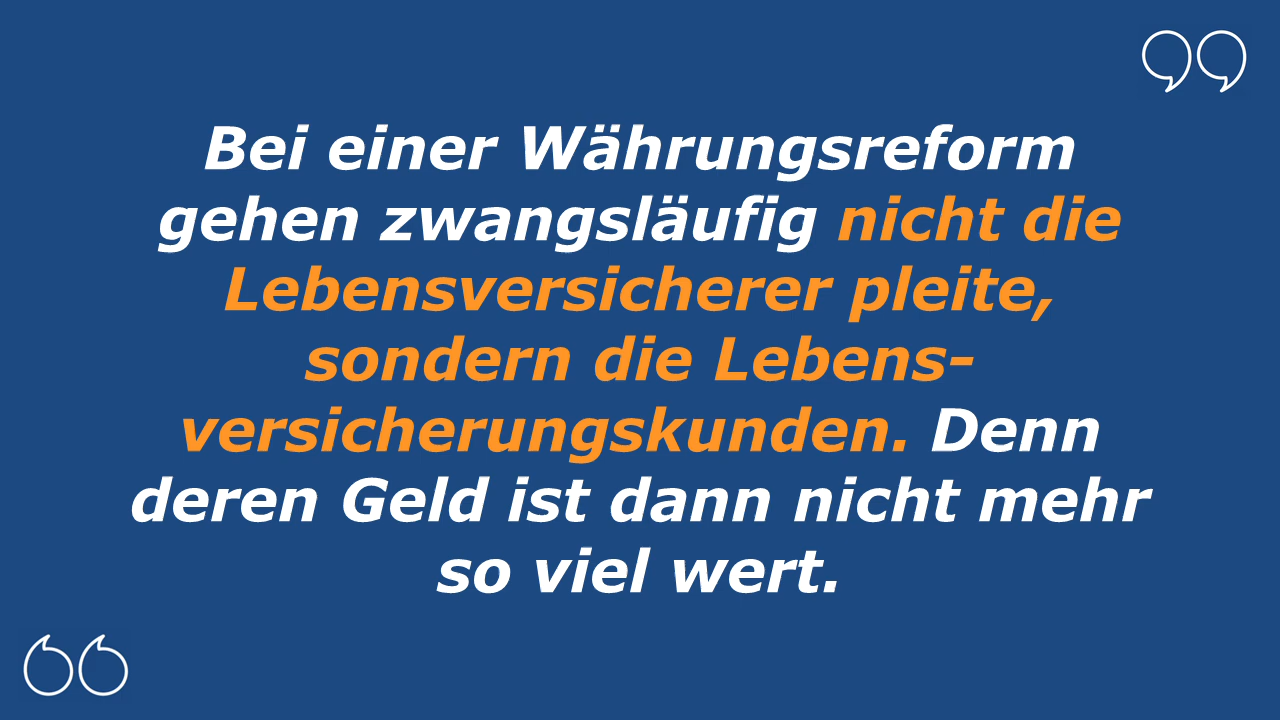 Bei einer Währungsreform
gehen zwangsläufig nicht die
Lebensversicherer pleite,
sondern die Lebens-
versicherungskunden. Denn
deren Geld ist dann nicht mehr
so viel wert.